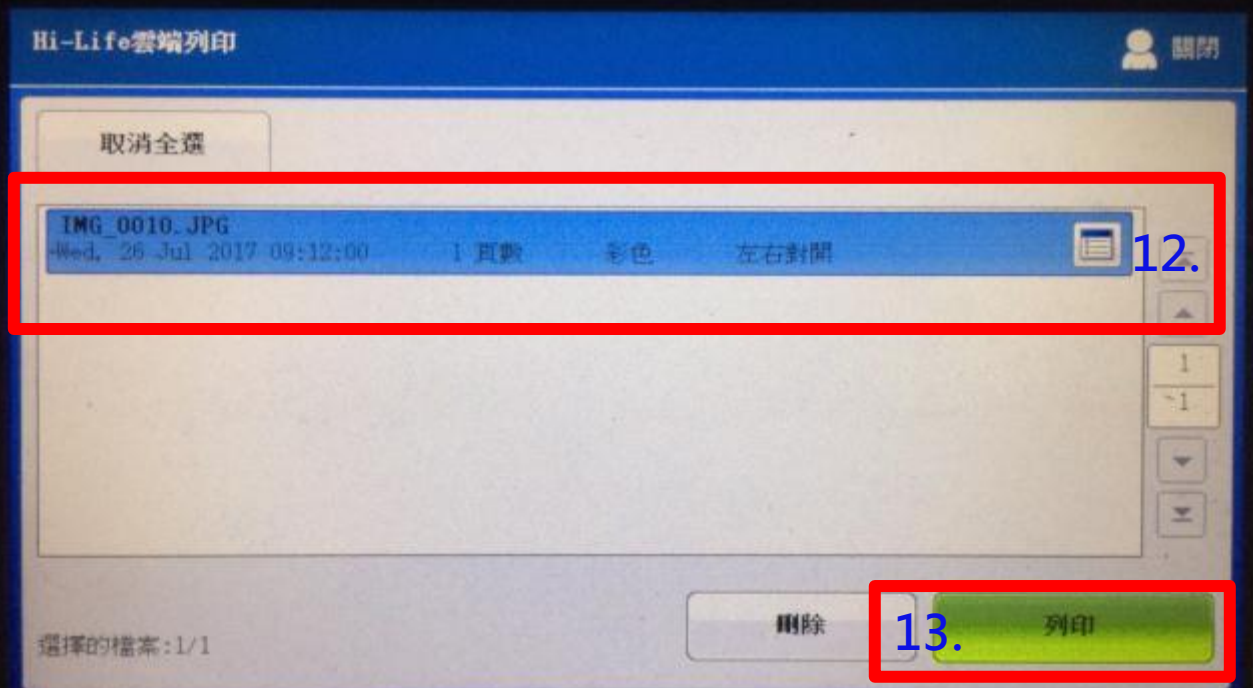 Hi-Life雲端列印
關閉
取消全選
IMG_0010.JPG
Wed, 26 Jul 2017 09:12:00 1 頁數 彩色 左右對開
12.
1
1
刪除
13.
列印
選擇的檔案:1/1